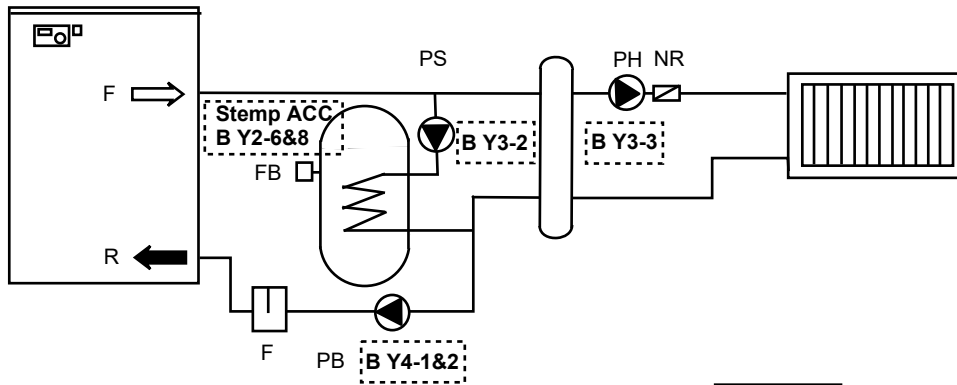 PS
PH NR
F
Stemp ACC
B Y2-6&8
B Y3-2
B Y3-3
FB
R
F
PB
B Y4-1&2